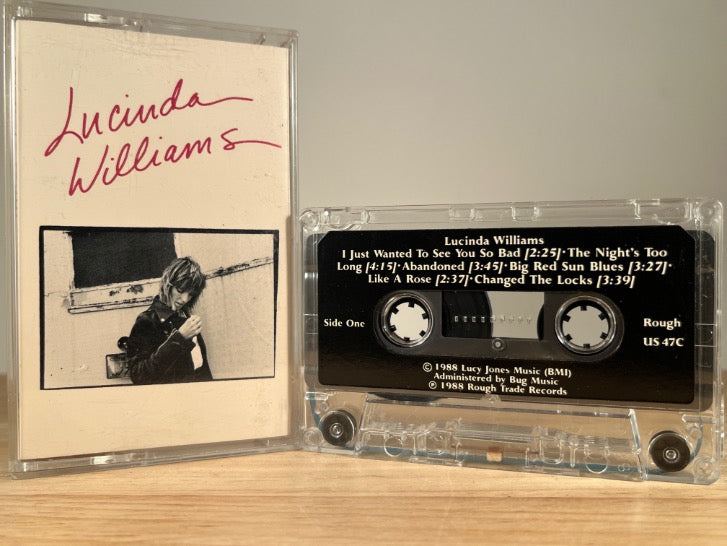 Lucinda
Williams
Lucinda Williams
I Just Wanted To See You So Bad [2:25]·The Night's Too
Long [4:15]·Abandoned [3:45]·Big Red Sun Blues [3:27]·
Like A Rose [2:37]·Changed The Locks [3:39]
Side One
Rough
US 47C
© 1988 Lucy Jones Music (BMI)
Administered by Bug Music
℗ 1988 Rough Trade Records